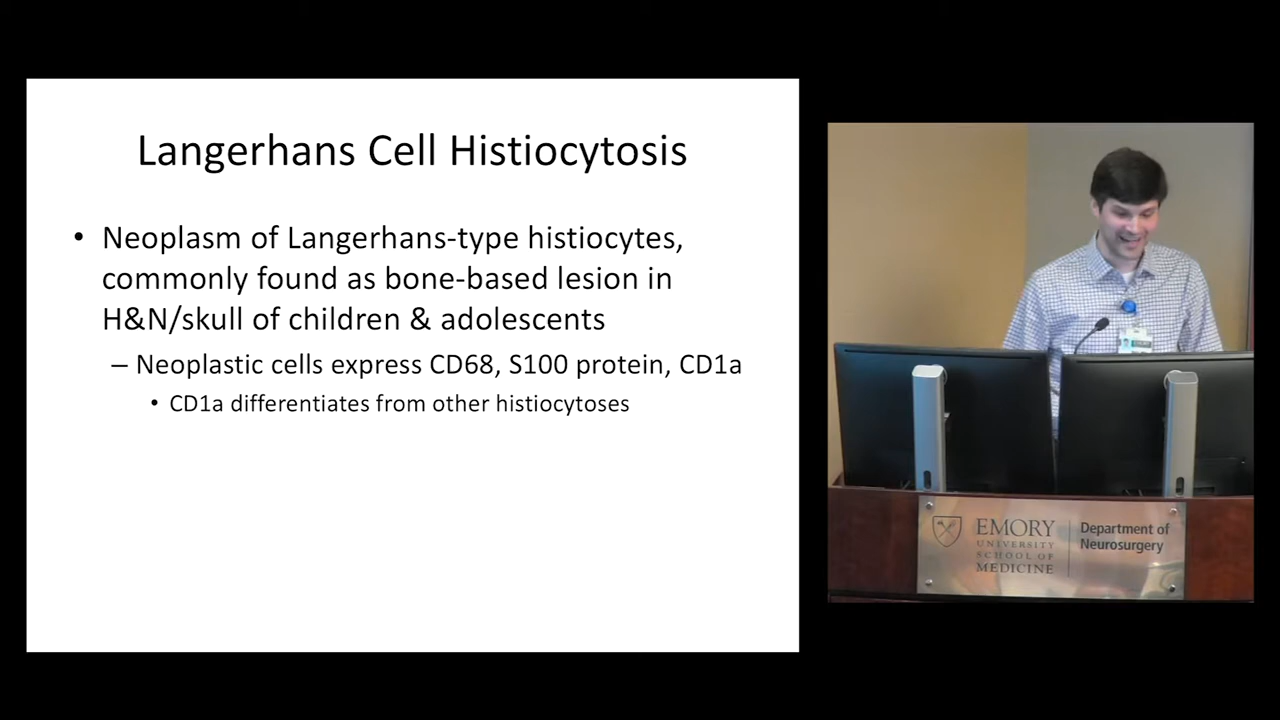 Langerhans Cell Histiocytosis
• Neoplasm of Langerhans-type histiocytes,
commonly found as bone-based lesion in
H&N/skull of children & adolescents
– Neoplastic cells express CD68, S100 protein, CD1a
• CD1a differentiates from other histiocytoses
EMORY
UNIVERSITY
SCHOOL OF
MEDICINE
Department of
Neurosurgery